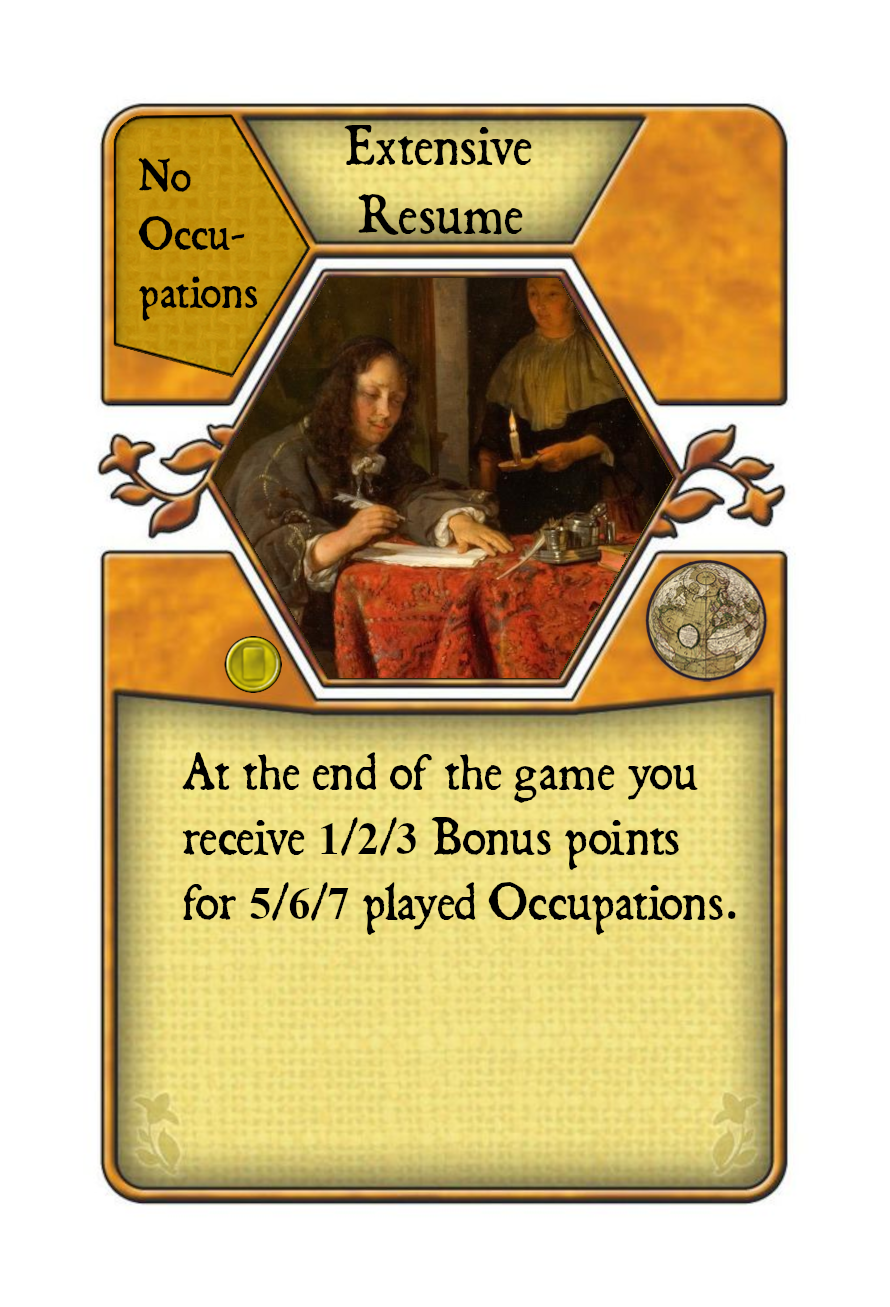 No
Occu-
pations
Extensive
Resume
At the end of the game you
receive 1/2/3 Bonus points
for 5/6/7 played Occupations.